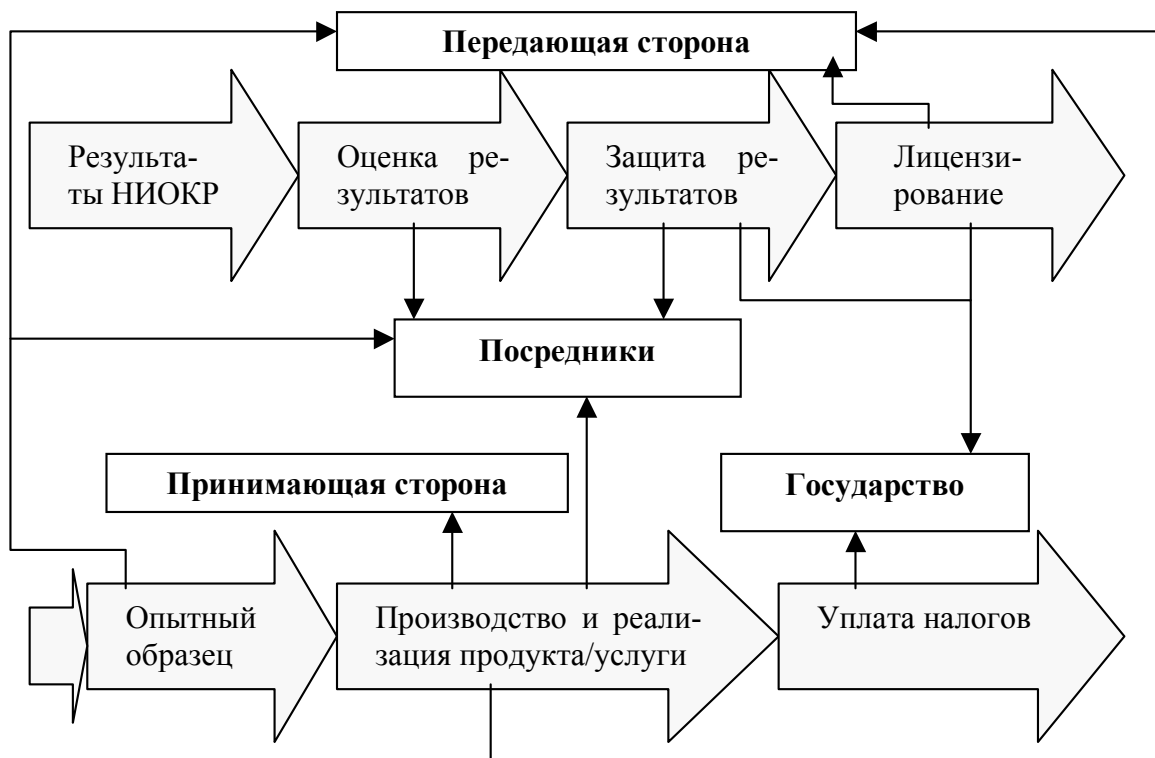 Передающая сторона
Результа-
ты НИОКР
Оценка ре-
зультатов
Защита ре-
зультатов
Лицензи-
рование
Посредники
Принимающая сторона
Государство
Опытный
образец
Производство и реали-
зация продукта/услуги
Уплата налогов